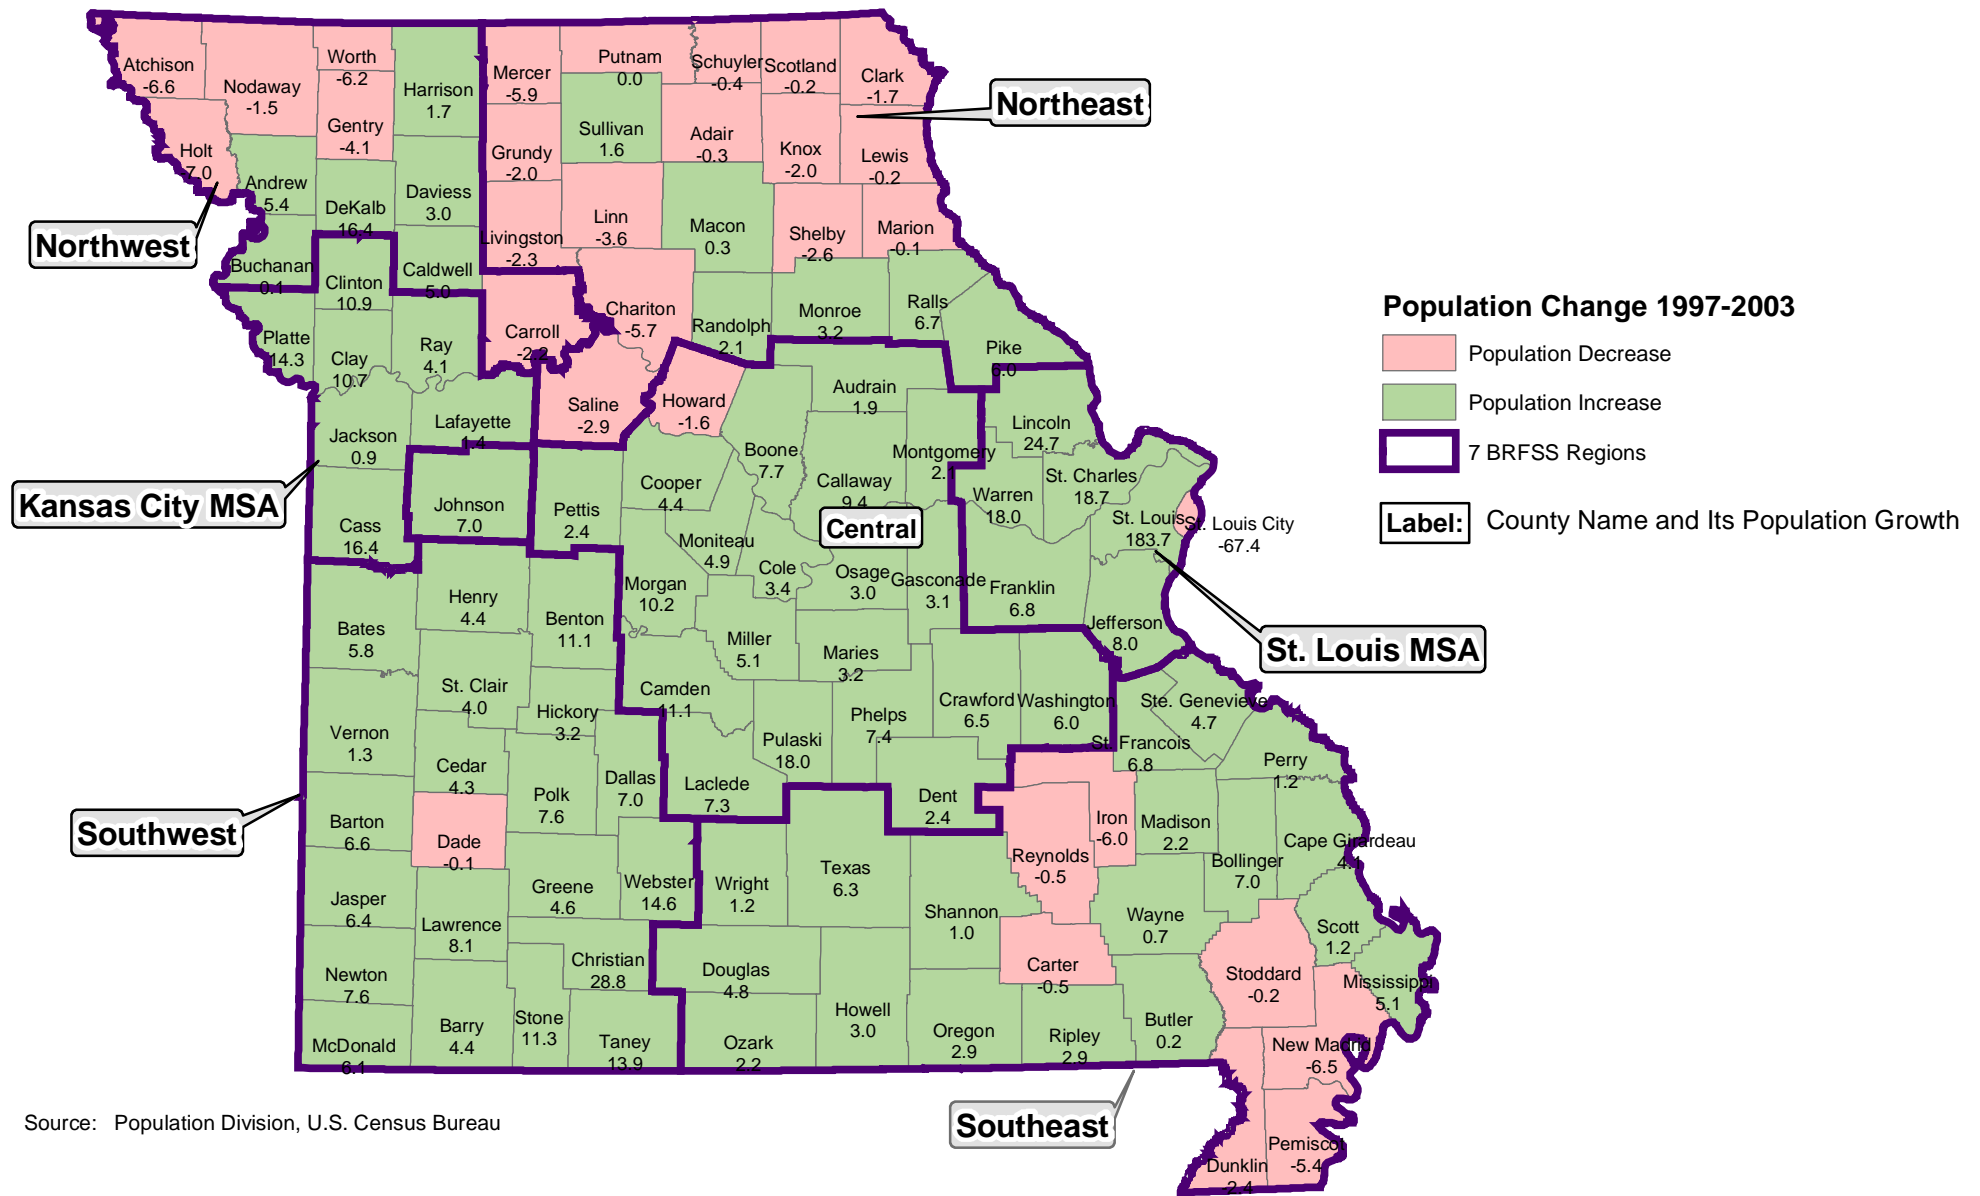 Atchison
-6.6
Nodaway
-1.5
Worth
-6.2
Harrison
1.7
Mercer
-5.9
Putnam
0.0
Schuyler
-0.4
Scotland
-0.2
Clark
-1.7
Northeast
Holt
-7.0
Gentry
-4.1
Grundy
-2.0
Sullivan
1.6
Adair
-0.3
Knox
-2.0
Lewis
-0.2
Andrew
5.4
DeKalb
16.4
Daviess
3.0
Livingston
-2.3
Linn
-3.6
Macon
0.3
Shelby
-2.6
Marion
-0.1
Northwest
Buchanan
0.1
Clinton
10.9
Caldwell
5.0
Carroll
-2.2
Chariton
-5.7
Randolph
2.1
Monroe
3.2
Ralls
6.7
Pike
6.0
Platte
14.3
Clay
10.7
Ray
4.1
Population Change 1997-2003
Population Decrease
Population Increase
7 BRFSS Regions
Label: County Name and Its Population Growth
Jackson
0.9
Lafayette
1.4
Saline
-2.9
Howard
-1.6
Boone
7.7
Audrain
1.9
Callaway
9.4
Montgomery
2.1
Lincoln
24.7
Warren
18.0
St. Charles
18.7
St. Louis
183.7
St. Louis City
-67.4
Kansas City MSA
Cass
16.4
Johnson
7.0
Pettis
2.4
Cooper
4.4
Moniteau
4.9
Central
Cole
3.4
Osage
3.0
Gasconade
3.1
Franklin
6.8
Jefferson
8.0
St. Louis MSA
Bates
5.8
Henry
4.4
Benton
11.1
Morgan
10.2
Miller
5.1
Maries
3.2
Camden
11.1
Pulaski
18.0
Phelps
7.4
Crawford
6.5
Washington
6.0
Ste. Genevieve
4.7
St. Francois
6.8
Perry
1.2
Vernon
1.3
St. Clair
4.0
Hickory
3.2
Cedar
4.3
Polk
7.6
Dallas
7.0
Laclede
7.3
Dent
2.4
Iron
-6.0
Madison
2.2
Bollinger
7.0
Cape Girardeau
4.1
Southwest
Barton
6.6
Dade
-0.1
Reynolds
-0.5
Jasper
6.4
Lawrence
8.1
Greene
4.6
Webster
14.6
Wright
1.2
Texas
6.3
Shannon
1.0
Wayne
0.7
Scott
1.2
Newton
7.6
Christian
28.8
Douglas
4.8
Carter
-0.5
Stoddard
-0.2
Mississippi
5.1
McDonald
6.1
Barry
4.4
Stone
11.3
Taney
13.9
Ozark
2.2
Howell
3.0
Oregon
2.9
Ripley
2.9
Butler
0.2
New Madrid
-6.5
Southeast
Dunklin
-2.4
Pemiscot
-5.4
Source: Population Division, U.S. Census Bureau